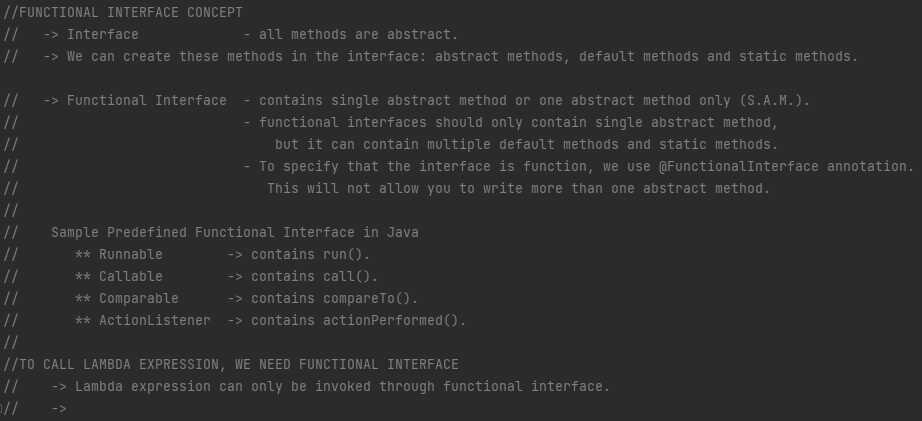 //FUNCTIONAL INTERFACE CONCEPT
//   -> Interface             - all methods are abstract.
//   -> We can create these methods in the interface: abstract methods, default methods and static methods.
//   -> Functional Interface  - contains single abstract method or one abstract method only (S.A.M.).
//                            - functional interfaces should only contain single abstract method,
//                                but it can contain multiple default methods and static methods.
//                            - To specify that the interface is function, we use @FunctionalInterface annotation.
//                               This will not allow you to write more than one abstract method.
//
//    Sample Predefined Functional Interface in Java
//       ** Runnable        -> contains run().
//       ** Callable        -> contains call().
//       ** Comparable      -> contains compareTo().
//       ** ActionListener  -> contains actionPerformed().
//
//TO CALL LAMBDA EXPRESSION, WE NEED FUNCTIONAL INTERFACE
//    -> Lambda expression can only be invoked through functional interface.
//    ->